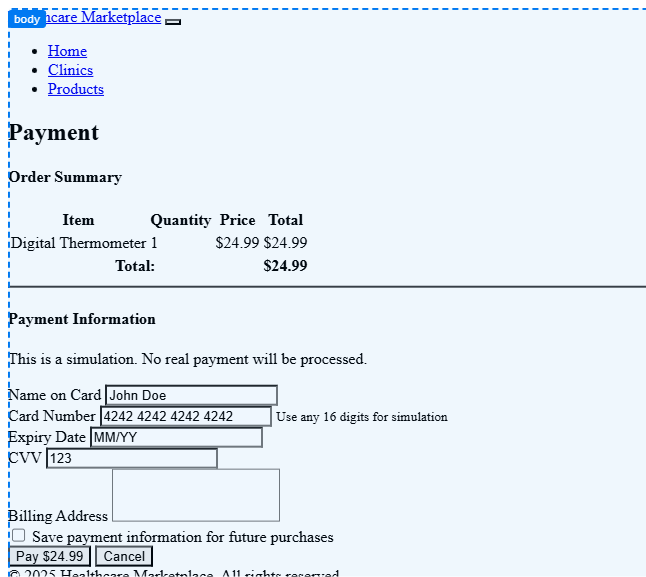 body
hcare Marketplace
Home
Clinics
Products
Payment
Order Summary
Item Quantity Price Total
Digital Thermometer 1 $24.99 $24.99
Total: $24.99
Payment Information
This is a simulation. No real payment will be processed.
Name on Card John Doe
Card Number 4242 4242 4242 4242 Use any 16 digits for simulation
Expiry Date MM/YY
CVV 123
Billing Address
Save payment information for future purchases
Pay $24.99 Cancel
© 2025 Healthcare Marketplace. All rights reserved.